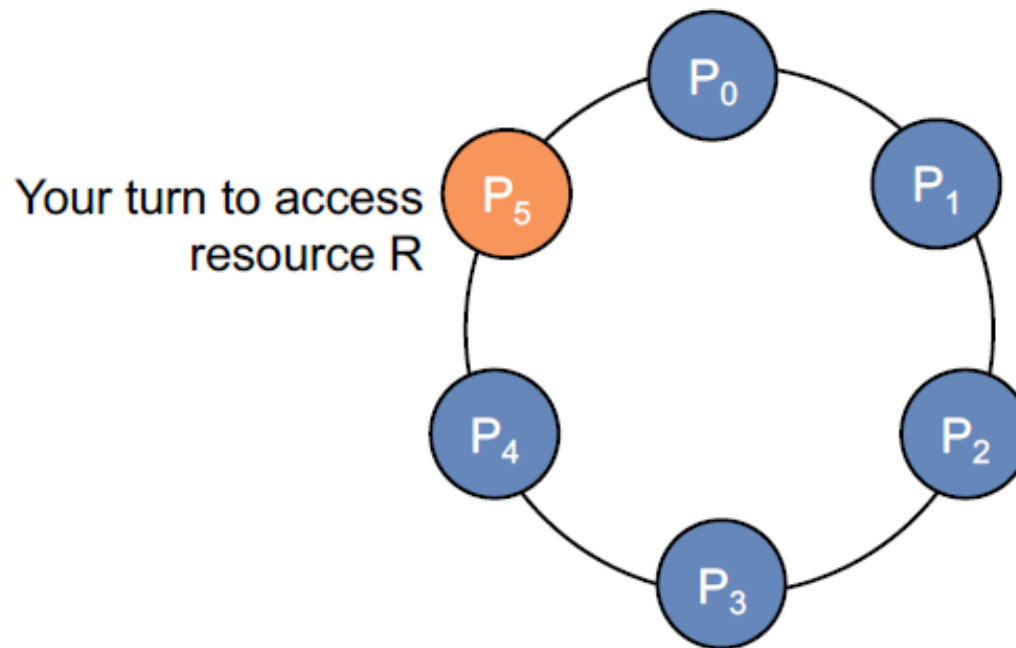 P₀
P₁
Your turn to access
resource R
P₅
P₄
P₂
P₃